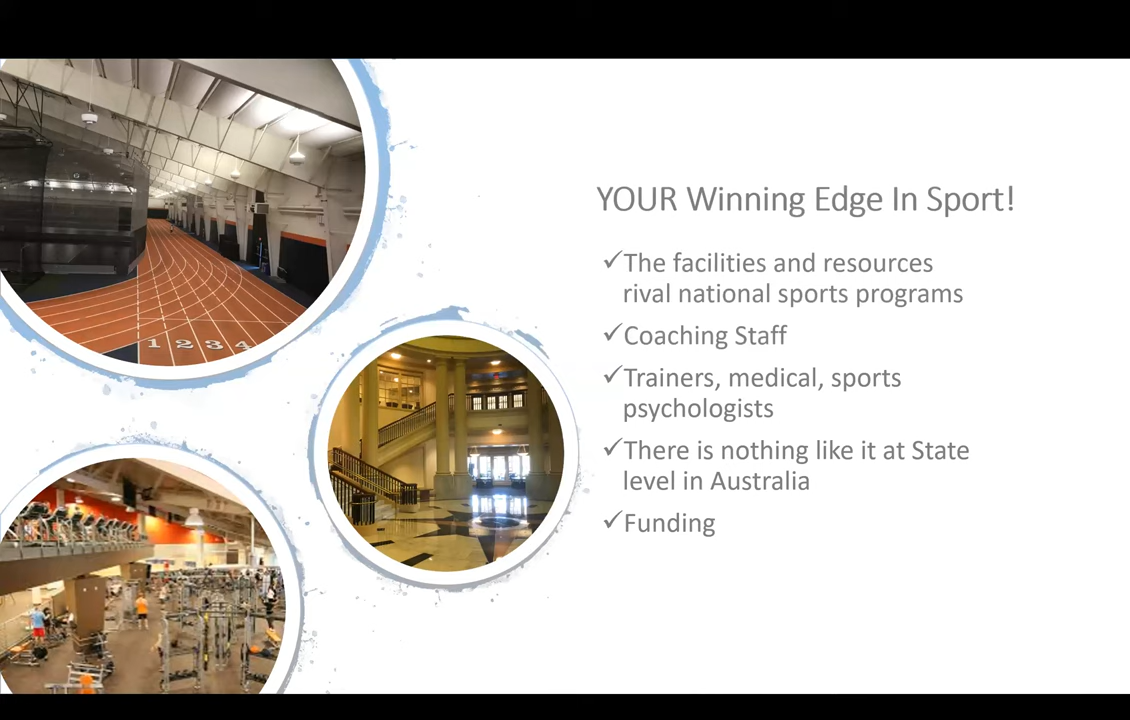 YOUR Winning Edge In Sport!
✓The facilities and resources
rival national sports programs
✓Coaching Staff
✓Trainers, medical, sports
psychologists
✓There is nothing like it at State
level in Australia
✓Funding
1 2 3 4